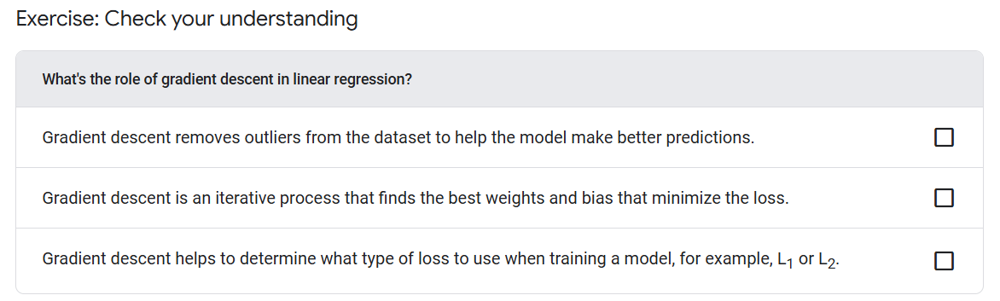 Exercise: Check your understanding
What's the role of gradient descent in linear regression?
Gradient descent removes outliers from the dataset to help the model make better predictions.
Gradient descent is an iterative process that finds the best weights and bias that minimize the loss.
Gradient descent helps to determine what type of loss to use when training a model, for example, L₁ or L₂.